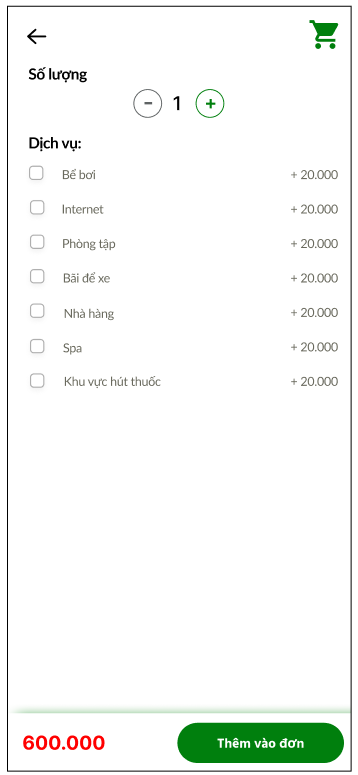 Số lượng
- 1 +
Dịch vụ:
Bể bơi + 20.000
Internet + 20.000
Phòng tập + 20.000
Bãi để xe + 20.000
Nhà hàng + 20.000
Spa + 20.000
Khu vực hút thuốc + 20.000
600.000 Thêm vào đơn